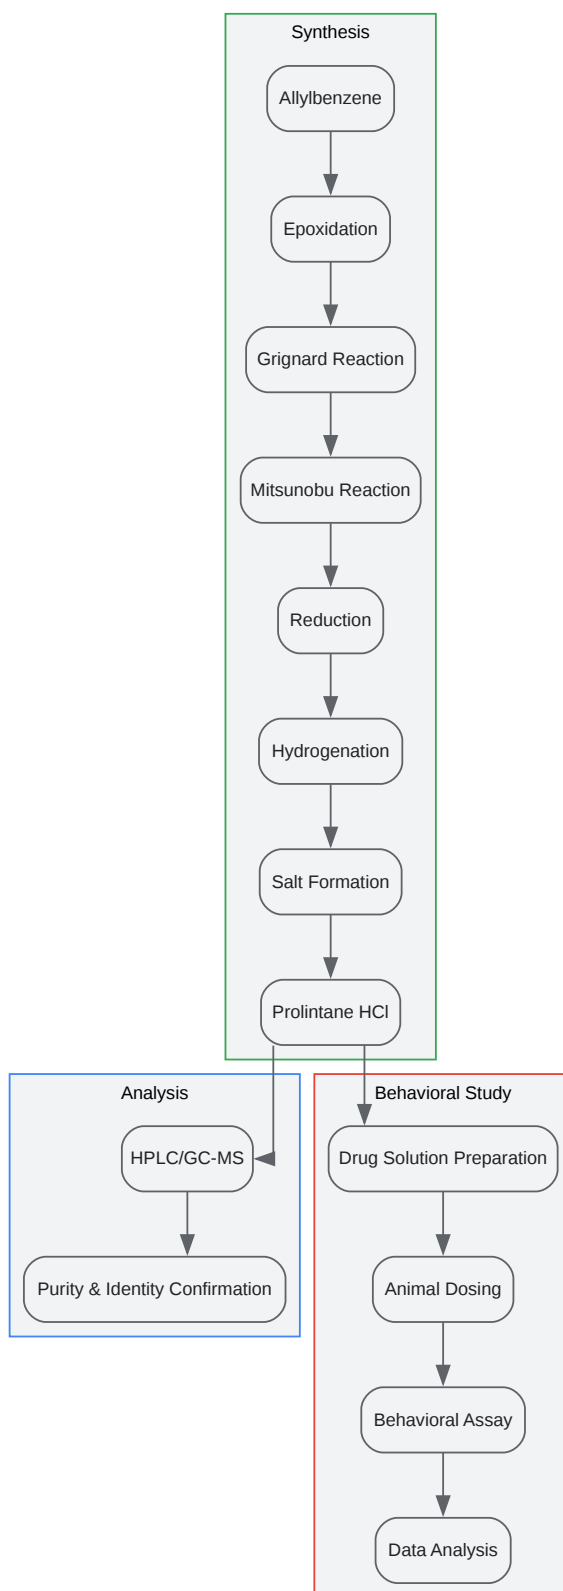 Synthesis
Allylbenzene
Epoxidation
Grignard Reaction
Mitsunobu Reaction
Reduction
Hydrogenation
Salt Formation
Prolintane HCl
Analysis
HPLC/GC-MS
Purity & Identity Confirmation
Behavioral Study
Drug Solution Preparation
Animal Dosing
Behavioral Assay
Data Analysis